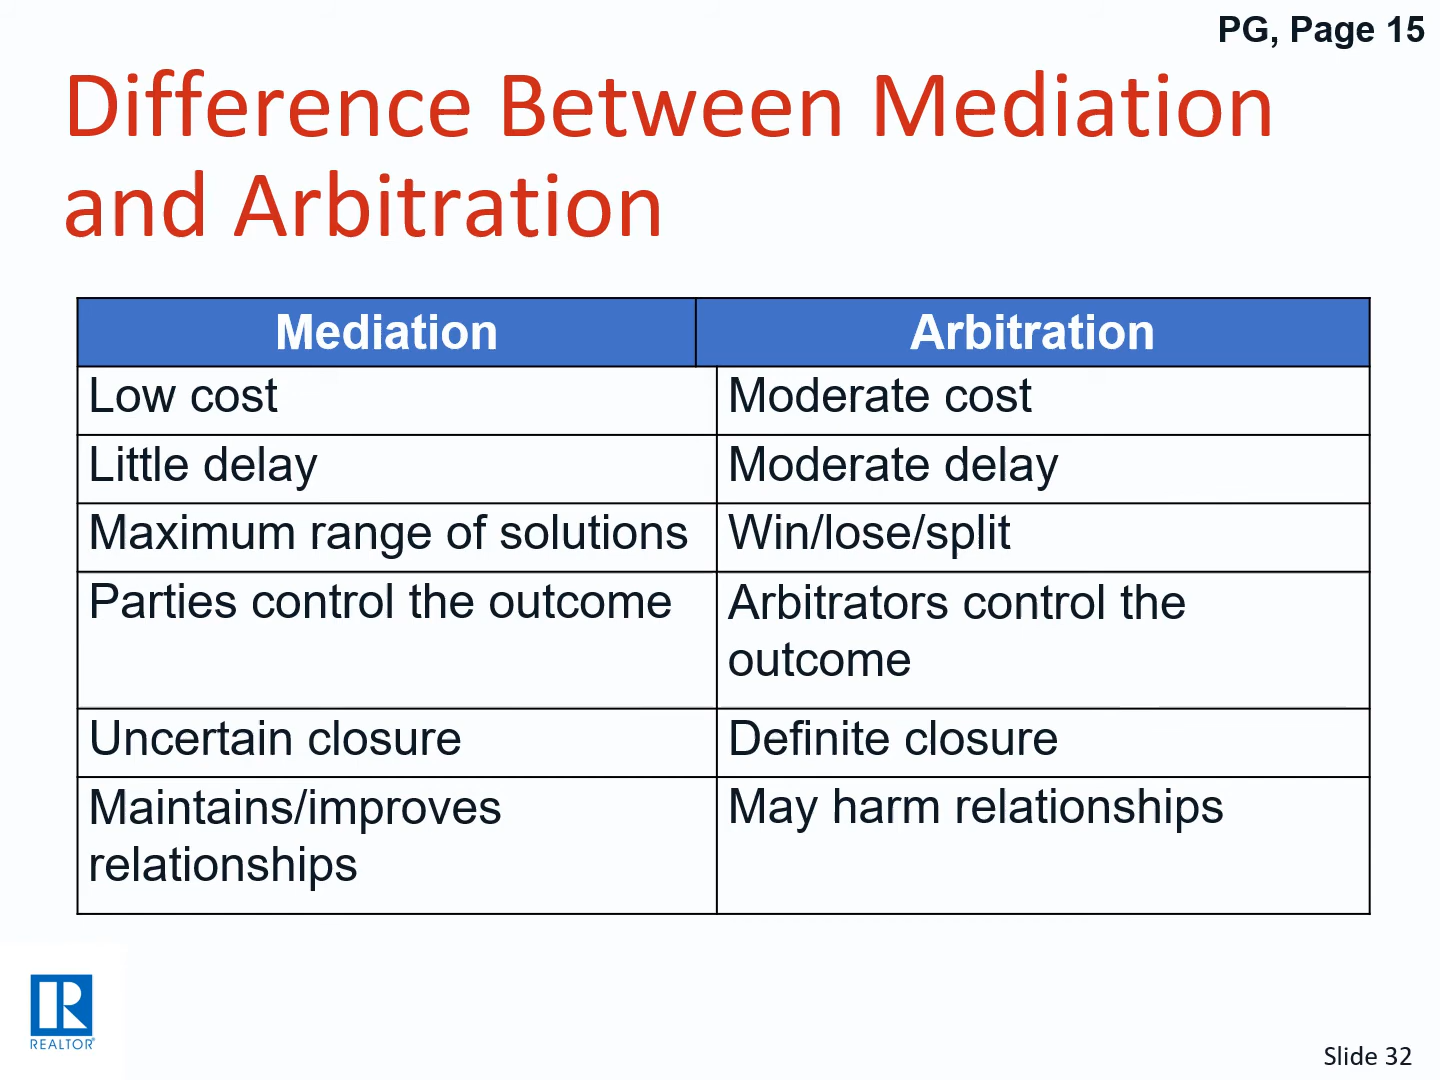 PG, Page 15
Difference Between Mediation
and Arbitration
Mediation Arbitration
Low cost Moderate cost
Little delay Moderate delay
Maximum range of solutions Win/lose/split
Parties control the outcome Arbitrators control the
outcome
Uncertain closure Definite closure
Maintains/improves May harm relationships
relationships
REALTOR®
Slide 32